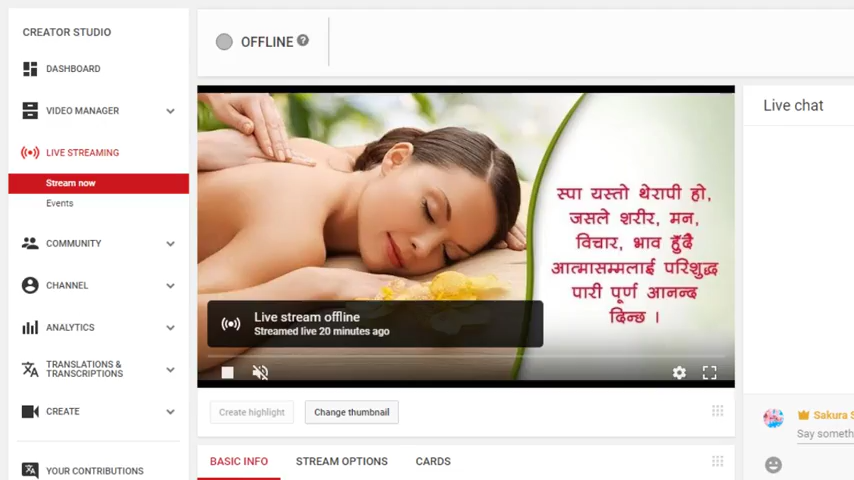 CREATOR STUDIO
OFFLINE ?
DASHBOARD
VIDEO MANAGER
LIVE STREAMING
Stream now
Events
COMMUNITY
CHANNEL
ANALYTICS
TRANSLATIONS &
TRANSCRIPTIONS
CREATE
YOUR CONTRIBUTIONS
स्पा यस्तो थेरापी हो,
जसले शरीर, मन,
विचार, भाव हुँदै
आत्मासम्मलाई परिशुद्ध
पारी पूर्ण आनन्द
दिन्छ ।
Live stream offline
Streamed live 20 minutes ago
Create highlight
Change thumbnail
BASIC INFO
STREAM OPTIONS
CARDS
Live chat
Sakura S
Say someth